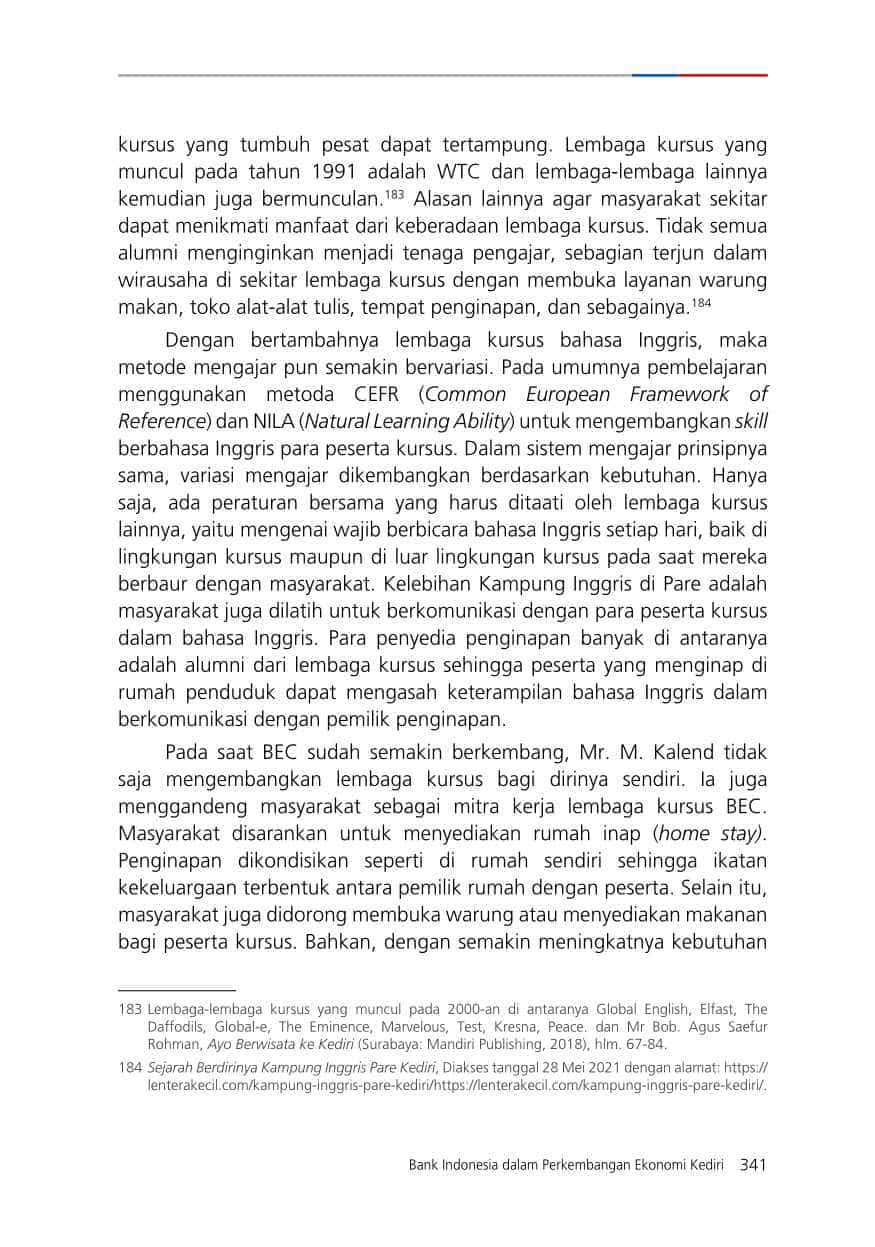 kursus yang tumbuh pesat dapat tertampung. Lembaga kursus yang
muncul pada tahun 1991 adalah WTC dan lembaga-lembaga lainnya
kemudian juga bermunculan.183 Alasan lainnya agar masyarakat sekitar
dapat menikmati manfaat dari keberadaan lembaga kursus. Tidak semua
alumni menginginkan menjadi tenaga pengajar, sebagian terjun dalam
wirausaha di sekitar lembaga kursus dengan membuka layanan warung
makan, toko alat-alat tulis, tempat penginapan, dan sebagainya.184
Dengan bertambahnya lembaga kursus bahasa Inggris, maka
metode mengajar pun semakin bervariasi. Pada umumnya pembelajaran
menggunakan metoda CEFR (Common European Framework of
Reference) dan NILA (Natural Learning Ability) untuk mengembangkan skill
berbahasa Inggris para peserta kursus. Dalam sistem mengajar prinsipnya
sama, variasi mengajar dikembangkan berdasarkan kebutuhan. Hanya
saja, ada peraturan bersama yang harus ditaati oleh lembaga kursus
lainnya, yaitu mengenai wajib berbicara bahasa Inggris setiap hari, baik di
lingkungan kursus maupun di luar lingkungan kursus pada saat mereka
berbaur dengan masyarakat. Kelebihan Kampung Inggris di Pare adalah
masyarakat juga dilatih untuk berkomunikasi dengan para peserta kursus
dalam bahasa Inggris. Para penyedia penginapan banyak di antaranya
adalah alumni dari lembaga kursus sehingga peserta yang menginap di
rumah penduduk dapat mengasah keterampilan bahasa Inggris dalam
berkomunikasi dengan pemilik penginapan.
Pada saat BEC sudah semakin berkembang, Mr. M. Kalend tidak
saja mengembangkan lembaga kursus bagi dirinya sendiri. Ia juga
menggandeng masyarakat sebagai mitra kerja lembaga kursus BEC.
Masyarakat disarankan untuk menyediakan rumah inap (home stay).
Penginapan dikondisikan seperti di rumah sendiri sehingga ikatan
kekeluargaan terbentuk antara pemilik rumah dengan peserta. Selain itu,
masyarakat juga didorong membuka warung atau menyediakan makanan
bagi peserta kursus. Bahkan, dengan semakin meningkatnya kebutuhan
183 Lembaga-lembaga kursus yang muncul pada 2000-an di antaranya Global English, Elfast, The
Daffodils, Global-e, The Eminence, Marvelous, Test, Kresna, Peace. dan Mr Bob. Agus Saefur
Rohman, Ayo Berwisata ke Kediri (Surabaya: Mandiri Publishing, 2018), hlm. 67-84.
184 Sejarah Berdirinya Kampung Inggris Pare Kediri, Diakses tanggal 28 Mei 2021 dengan alamat: https://
lenterakecil.com/kampung-inggris-pare-kediri/https://lenterakecil.com/kampung-inggris-pare-kediri/.
Bank Indonesia dalam Perkembangan Ekonomi Kediri 341